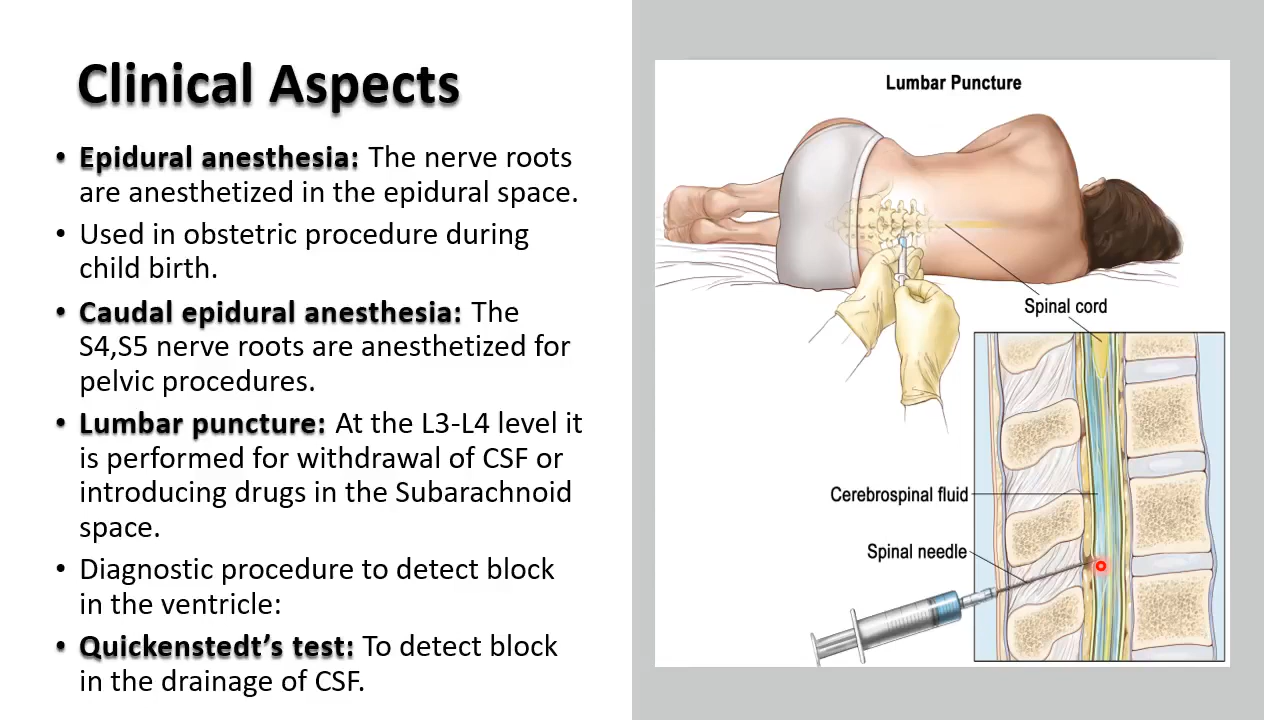 Clinical Aspects
• Epidural anesthesia: The nerve roots
are anesthetized in the epidural space.
• Used in obstetric procedure during
child birth.
• Caudal epidural anesthesia: The
S4,S5 nerve roots are anesthetized for
pelvic procedures.
• Lumbar puncture: At the L3-L4 level it
is performed for withdrawal of CSF or
introducing drugs in the Subarachnoid
space.
• Diagnostic procedure to detect block
in the ventricle:
• Quickenstedt’s test: To detect block
in the drainage of CSF.
Lumbar Puncture
Spinal cord
Cerebrospinal fluid
Spinal needle